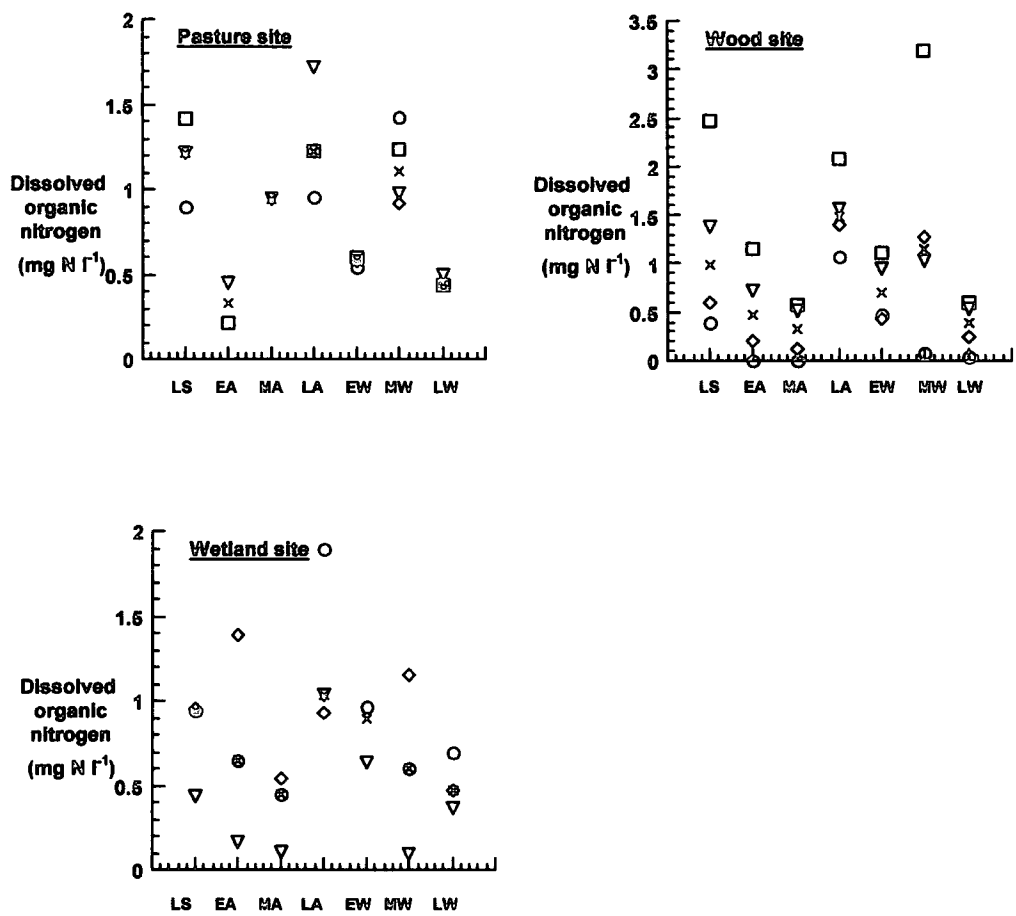 Pasture site
2
1.5
1
0.5
0
Dissolved
organic
nitrogen
(mg N l⁻¹)
LS EA MA LA EW MW LW
Wood site
3.5
3
2.5
2
1.5
1
0.5
0
Dissolved
organic
nitrogen
(mg N l⁻¹)
LS EA MA LA EW MW LW
Wetland site
2
1.5
1
0.5
0
Dissolved
organic
nitrogen
(mg N l⁻¹)
LS EA MA LA EW MW LW